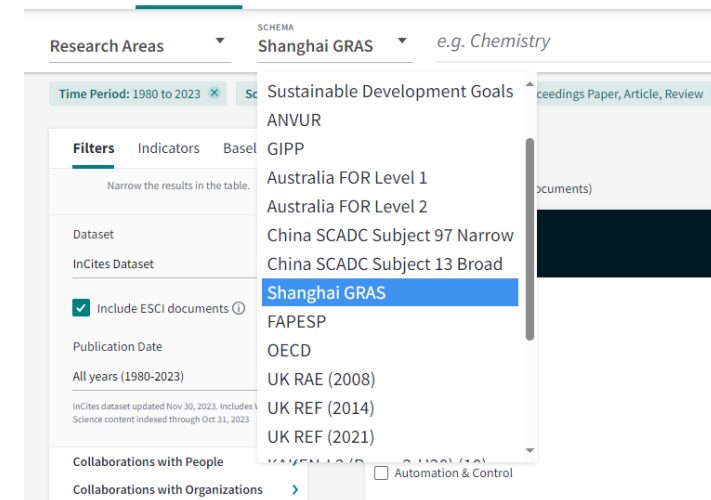 SCHEMA
Research Areas
Shanghai GRAS
e.g. Chemistry
Time Period: 1980 to 2023
Sustainable Development Goals
Paper, Article, Review
ANVUR
Filters
Indicators
GIPP
Australia FOR Level 1
Narrow the results in the table.
Australia FOR Level 2
Dataset
China SCADC Subject 97 Narrow
InCites Dataset
China SCADC Subject 13 Broad
Shanghai GRAS
Include ESCI documents
FAPESP
Publication Date
OECD
All years (1980-2023)
UK RAE (2008)
InCites dataset updated Nov 30, 2023. Includes
UK REF (2014)
Science content indexed through Oct 31, 2023
UK REF (2021)
Collaborations with People
Automation & Control
Collaborations with Organizations